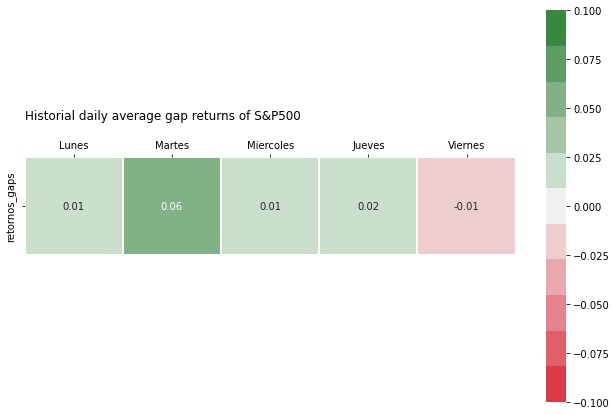 Historial daily average gap returns of S&P500
Lunes Martes Miercoles Jueves Viernes
retornos_gaps
0.01 0.06 0.01 0.02 -0.01
0.100
0.075
0.050
0.025
0.000
−0.025
−0.050
−0.075
−0.100